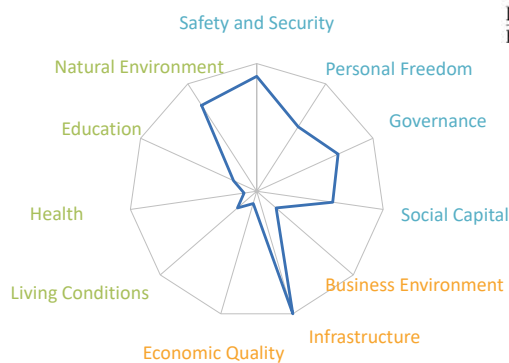 Safety and Security
Natural Environment
Personal Freedom
Education
Governance
Health
Social Capital
Living Conditions
Business Environment
Infrastructure
Economic Quality